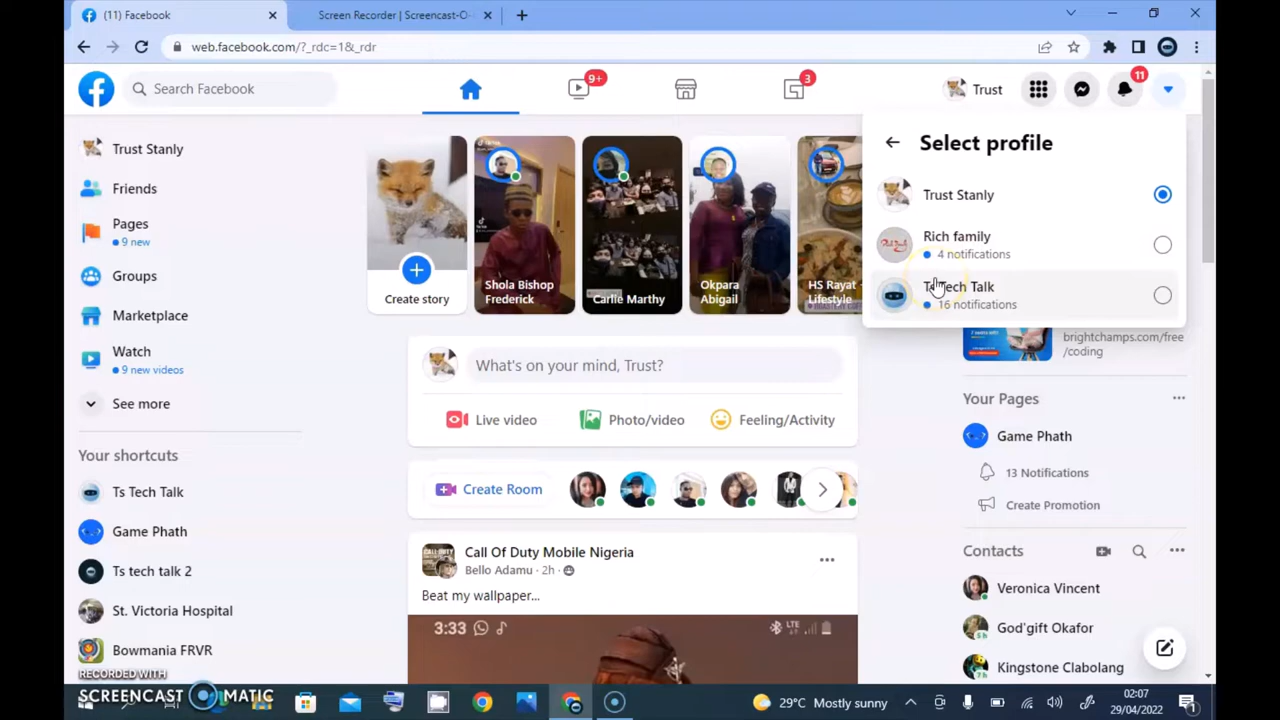 (11) Facebook
Screen Recorder | Screencast-O-
web.facebook.com/?_rdc=1&_rdr
Search Facebook
9+
3
Trust
11
Trust Stanly
Friends
Pages
9 new
Groups
Marketplace
Watch
9 new videos
See more
Your shortcuts
Ts Tech Talk
Game Phath
Ts tech talk 2
St. Victoria Hospital
Bowmania FRVR
Create story
Shola Bishop
Frederick
Carlie Marthy
Okpara
Abigail
HS Rayat -
Lifestyle
What's on your mind, Trust?
Live video
Photo/video
Feeling/Activity
Create Room
Call Of Duty Mobile Nigeria
Bello Adamu · 2h ·
Beat my wallpaper...
3:33
LTE
Select profile
Trust Stanly
Rich family
4 notifications
Ts Tech Talk
16 notifications
brightchamps.com/free
/coding
Your Pages
Game Phath
13 Notifications
Create Promotion
Contacts
Veronica Vincent
God'gift Okafor
5h
Kingstone Clabolang
RECORDED WITH
SCREENCAST MATIC
29°C Mostly sunny
02:07
29/04/2022
1